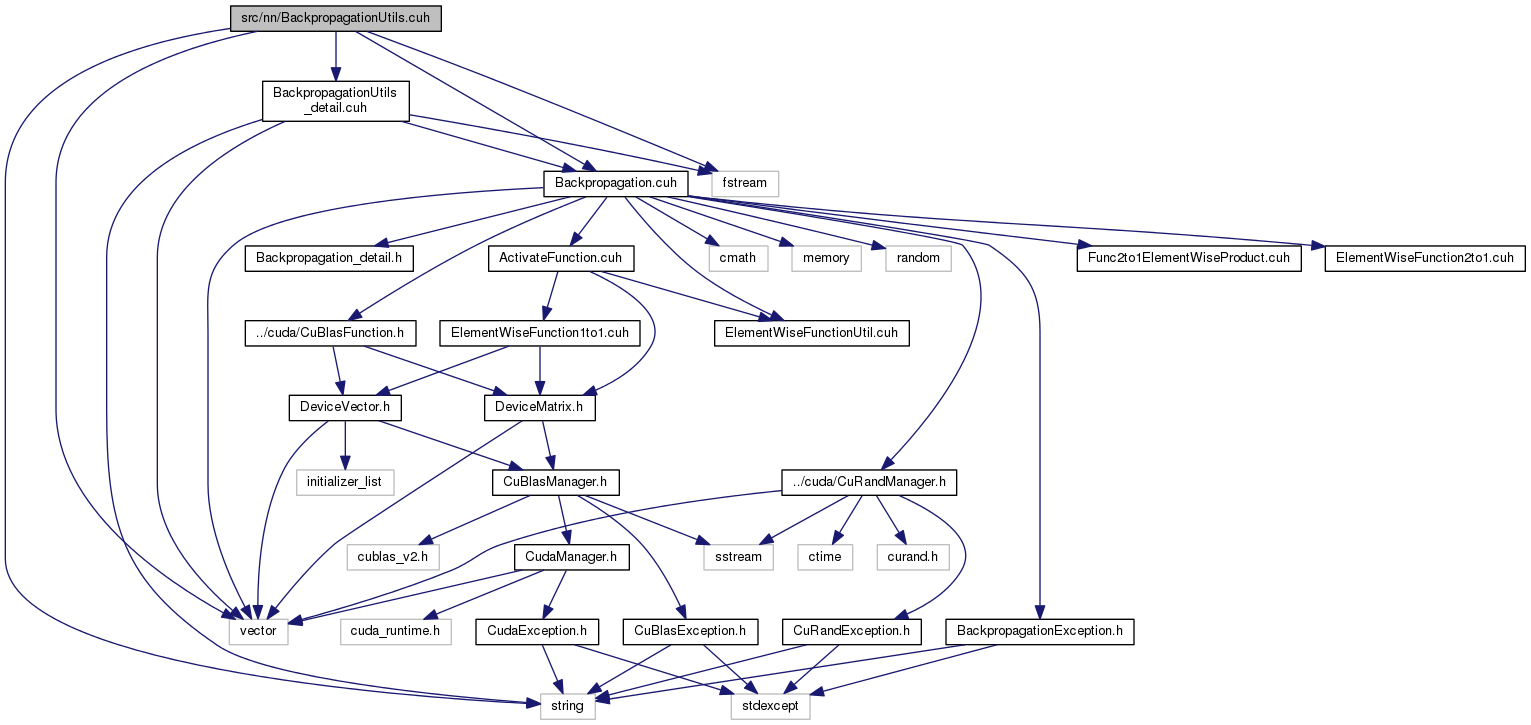 src/nn/BackpropagationUtils.cuh
BackpropagationUtils
_detail.cuh
Backpropagation.cuh
fstream
Backpropagation_detail.h
ActivateFunction.cuh
cmath
memory
random
Func2to1ElementWiseProduct.cuh
ElementWiseFunction2to1.cuh
../cuda/CuBlasFunction.h
ElementWiseFunction1to1.cuh
ElementWiseFunctionUtil.cuh
DeviceVector.h
DeviceMatrix.h
initializer_list
CuBlasManager.h
../cuda/CuRandManager.h
cublas_v2.h
CudaManager.h
sstream
ctime
curand.h
vector
cuda_runtime.h
CudaException.h
CuBlasException.h
CuRandException.h
BackpropagationException.h
string
stdexcept